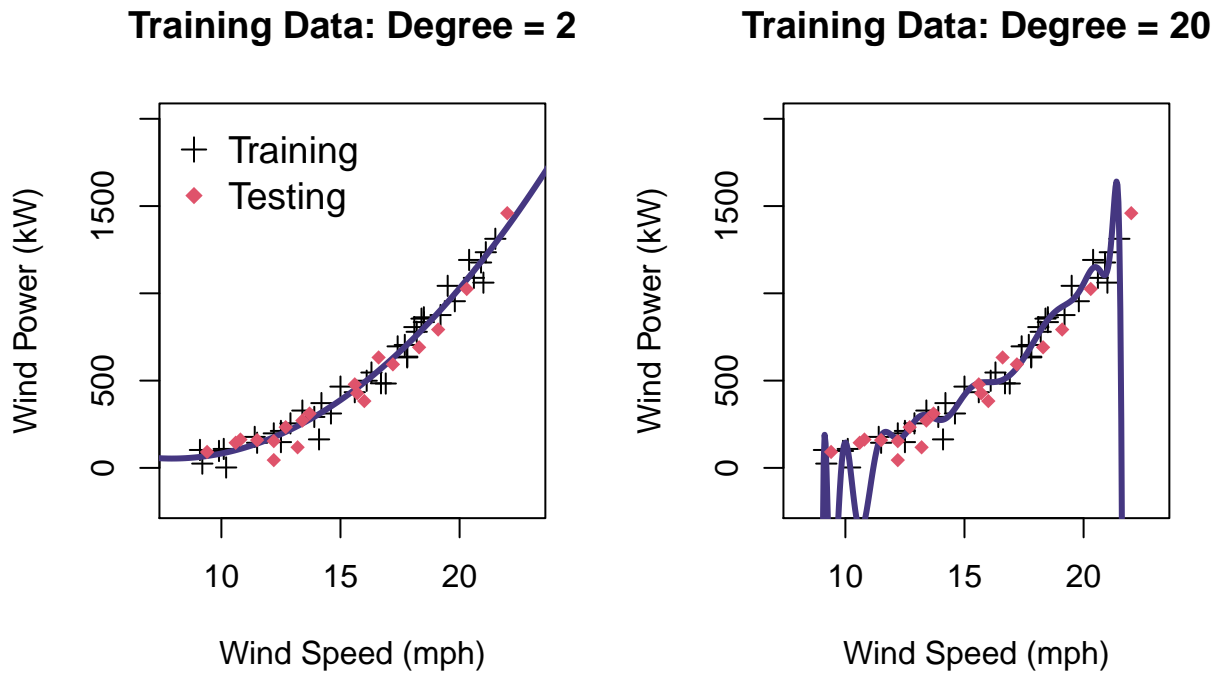 Training Data: Degree = 2
Training
Testing
Wind Power (kW)
0
500
1500
10
15
20
Wind Speed (mph)
Training Data: Degree = 20
Wind Power (kW)
0
500
1500
10
15
20
Wind Speed (mph)